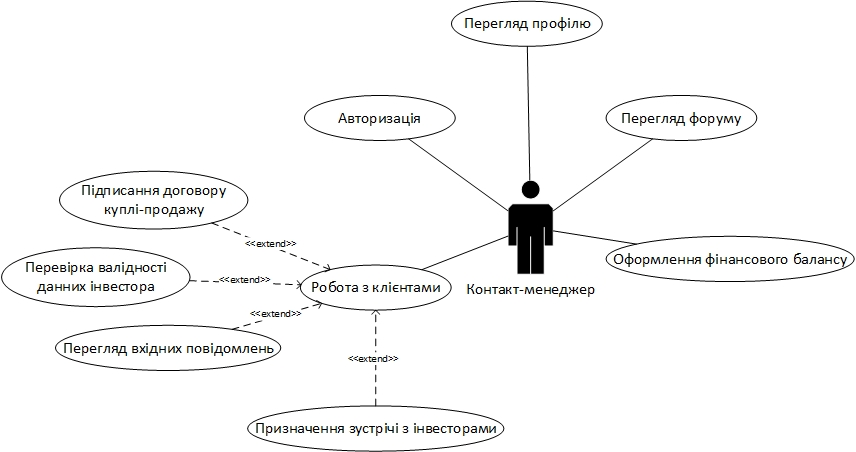 Перегляд профілю
Авторизація
Перегляд форуму
Підписання договору
куплі-продажу
<<extend>>
Перевірка валідності
данних інвестора
<<extend>>
Робота з клієнтами
Контакт-менеджер
Оформлення фінансового балансу
<<extend>>
Перегляд вхідних повідомлень
<<extend>>
Призначення зустрічі з інвесторами